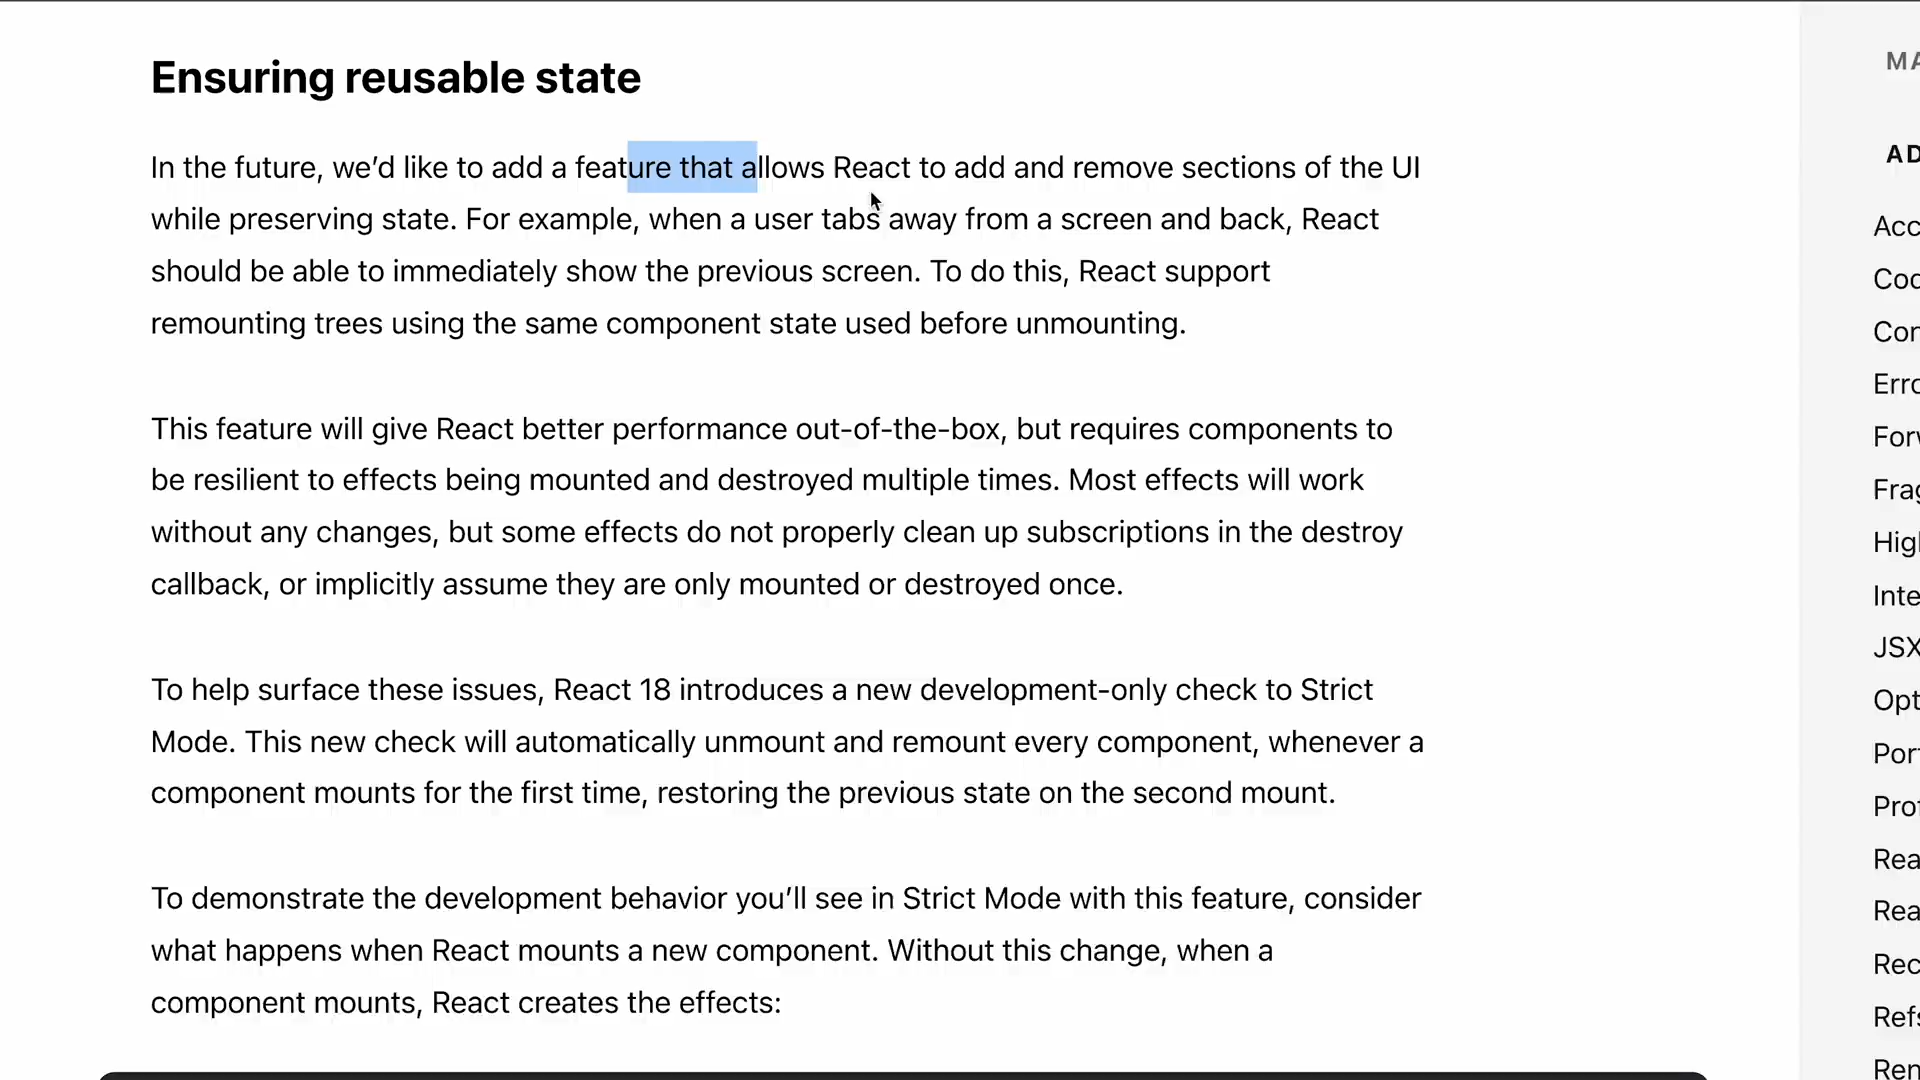 Ensuring reusable state
In the future, we’d like to add a feature that allows React to add and remove sections of the UI
while preserving state. For example, when a user tabs away from a screen and back, React
should be able to immediately show the previous screen. To do this, React support
remounting trees using the same component state used before unmounting.
This feature will give React better performance out-of-the-box, but requires components to
be resilient to effects being mounted and destroyed multiple times. Most effects will work
without any changes, but some effects do not properly clean up subscriptions in the destroy
callback, or implicitly assume they are only mounted or destroyed once.
To help surface these issues, React 18 introduces a new development-only check to Strict
Mode. This new check will automatically unmount and remount every component, whenever a
component mounts for the first time, restoring the previous state on the second mount.
To demonstrate the development behavior you’ll see in Strict Mode with this feature, consider
what happens when React mounts a new component. Without this change, when a
component mounts, React creates the effects:
JSX